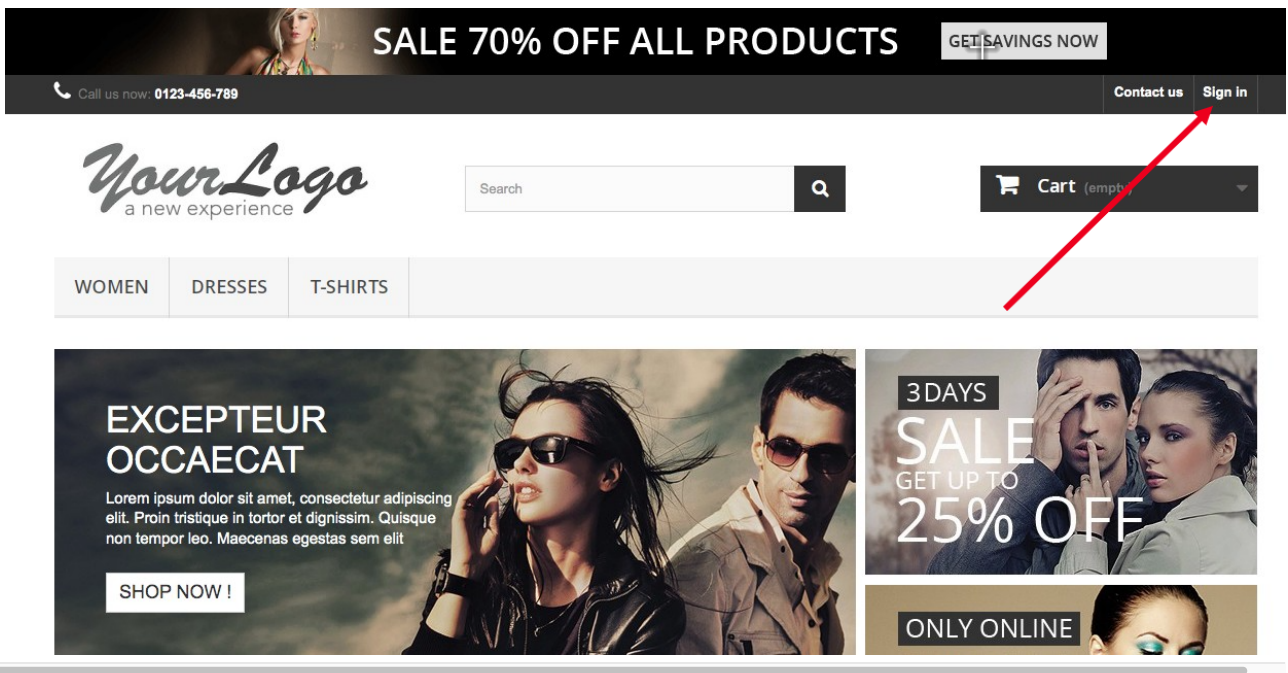 SALE 70% OFF ALL PRODUCTS
GET SAVINGS NOW
Call us now: 0123-456-789
Contact us
Sign in
YourLogo
a new experience
Search
Cart (empty)
WOMEN
DRESSES
T-SHIRTS
EXCEPTEUR
OCCAECAT
Lorem ipsum dolor sit amet, consectetur adipiscing
elit. Proin tristique in tortor et dignissim. Quisque
non tempor leo. Maecenas egestas sem elit
SHOP NOW !
3 DAYS
SALE
GET UP TO
25% OFF
ONLY ONLINE